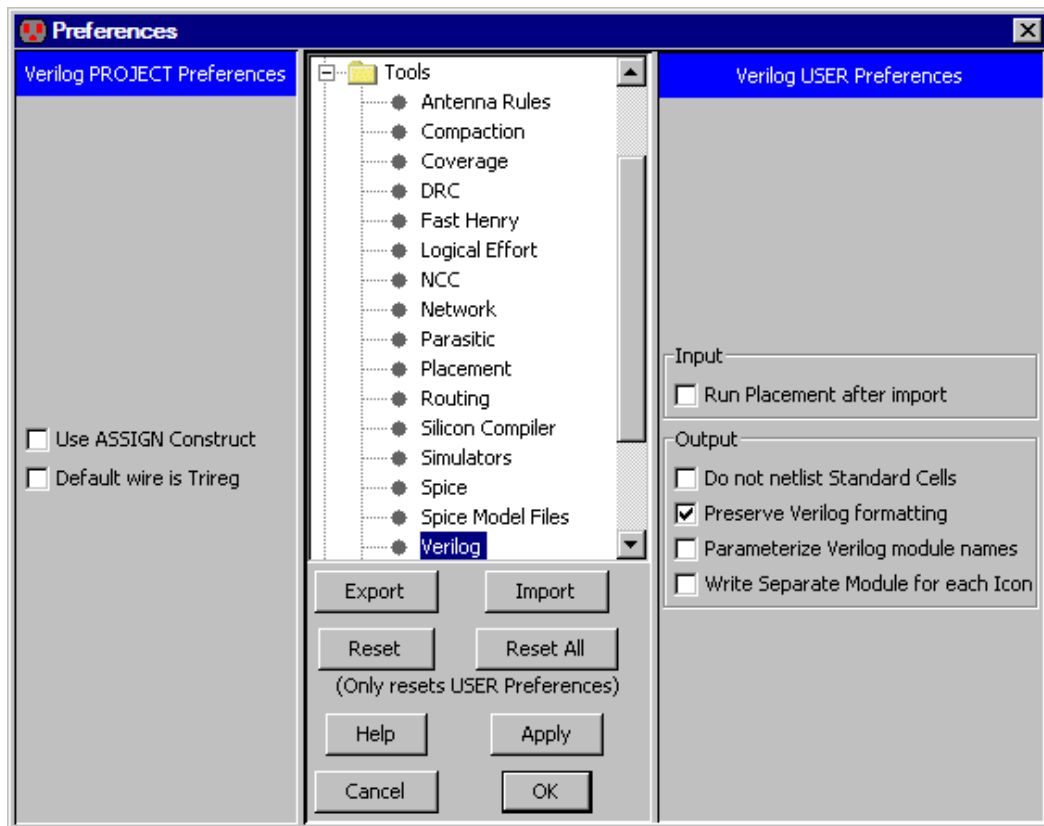 Preferences
Verilog PROJECT Preferences
Use ASSIGN Construct
Default wire is Trireg
Tools
Antenna Rules
Compaction
Coverage
DRC
Fast Henry
Logical Effort
NCC
Network
Parasitic
Placement
Routing
Silicon Compiler
Simulators
Spice
Spice Model Files
Verilog
Export Import
Reset Reset All
(Only resets USER Preferences)
Help Apply
Cancel OK
Verilog USER Preferences
Input
Run Placement after import
Output
Do not netlist Standard Cells
Preserve Verilog formatting
Parameterize Verilog module names
Write Separate Module for each Icon